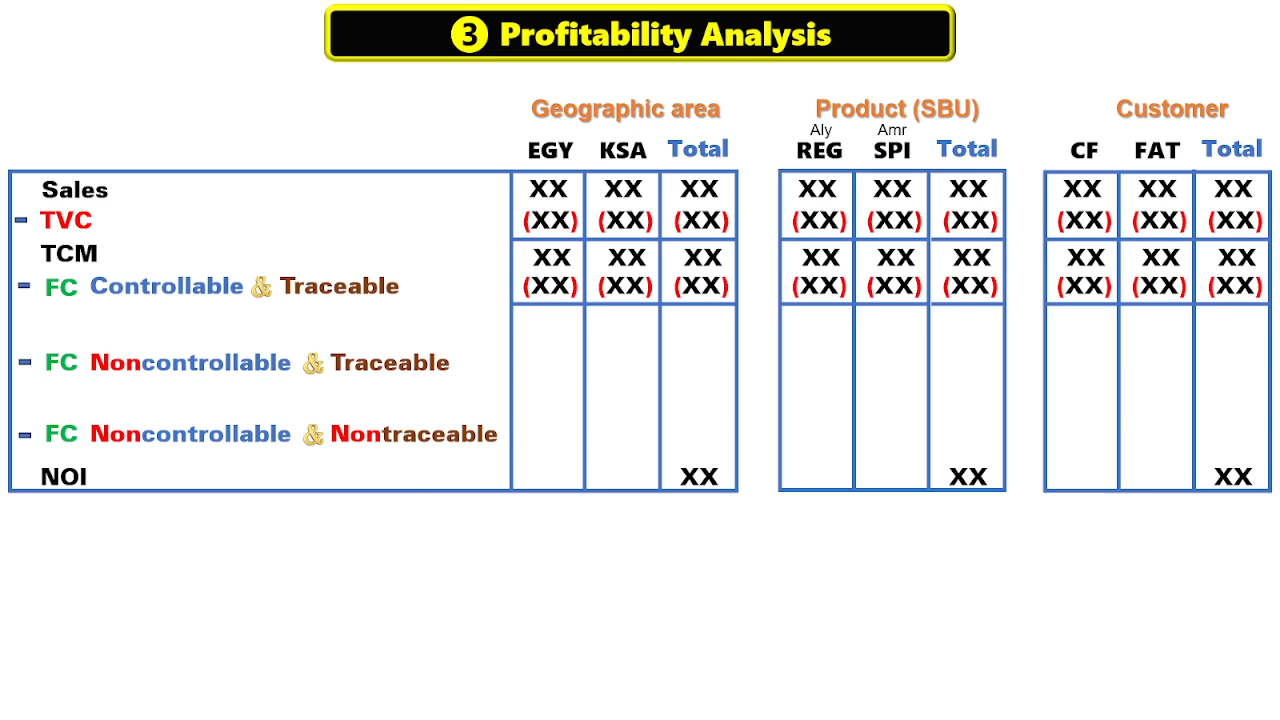 3 Profitability Analysis
Geographic area Product (SBU) Customer
Aly Amr
EGY KSA Total REG SPI Total CF FAT Total
Sales XX XX XX XX XX XX XX XX XX
- TVC (XX) (XX) (XX) (XX) (XX) (XX) (XX) (XX) (XX)
TCM XX XX XX XX XX XX XX XX XX
- FC Controllable & Traceable (XX) (XX) (XX) (XX) (XX) (XX) (XX) (XX) (XX)
- FC Noncontrollable & Traceable
- FC Noncontrollable & Nontraceable
NOI XX XX XX